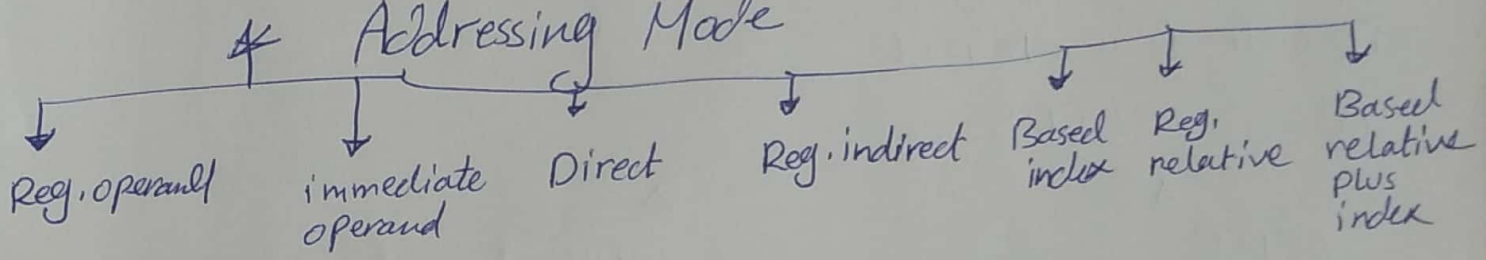 * Addressing Mode
Reg. operand
immediate
operand
Direct
Reg. indirect
Based
index
Reg.
relative
Based
relative
plus
index